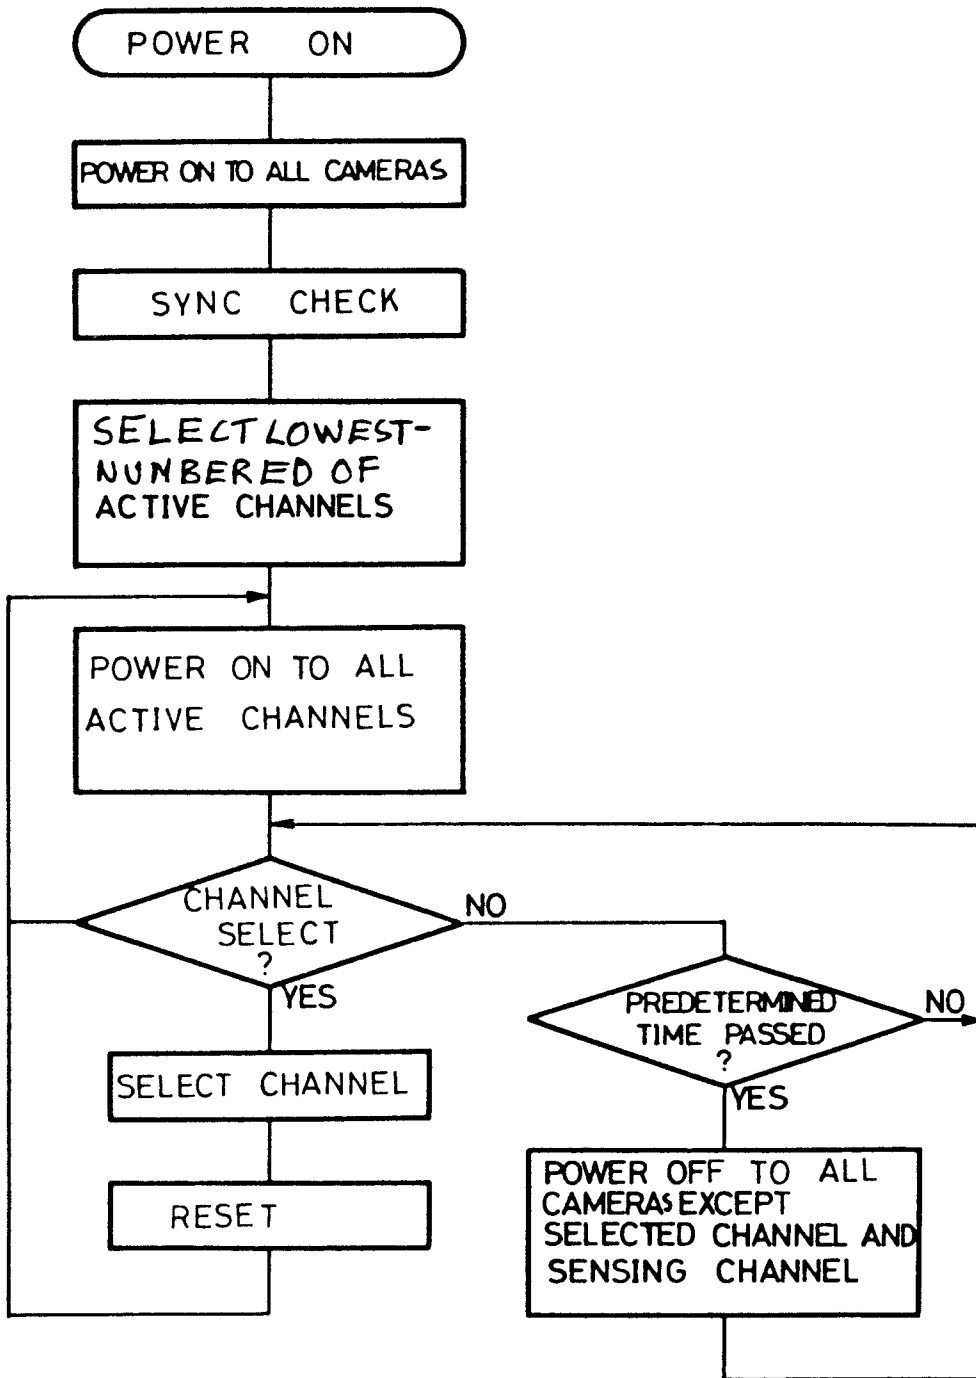 POWER ON
POWER ON TO ALL CAMERAS
SYNC CHECK
SELECT LOWEST-
NUMBERED OF
ACTIVE CHANNELS
POWER ON TO ALL
ACTIVE CHANNELS
CHANNEL
SELECT
?
NO
YES
SELECT CHANNEL
RESET
PREDETERMINED
TIME PASSED
?
NO
YES
POWER OFF TO ALL
CAMERAS EXCEPT
SELECTED CHANNEL AND
SENSING CHANNEL